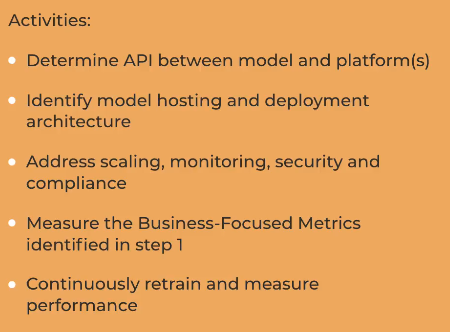 Activities:
Determine API between model and platform(s)
Identify model hosting and deployment
architecture
Address scaling, monitoring, security and
compliance
Measure the Business-Focused Metrics
identified in step 1
Continuously retrain and measure
performance